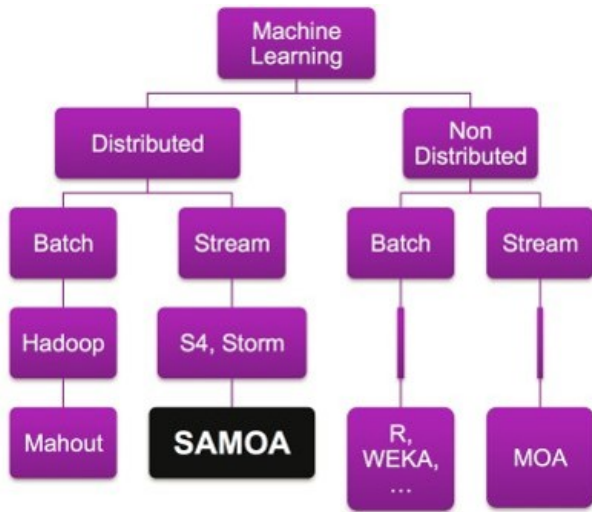 Machine
Learning
Distributed
Non
Distributed
Batch
Stream
Batch
Stream
Hadoop
S4, Storm
Mahout
SAMOA
R,
WEKA,
...
MOA